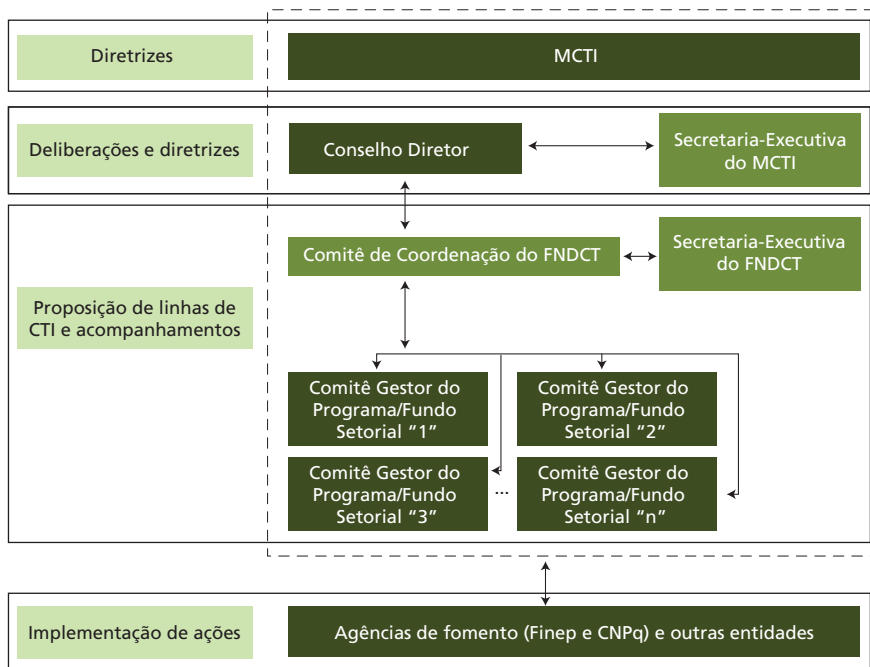 Diretrizes
MCTI
Deliberações e diretrizes
Conselho Diretor
Secretaria-Executiva
do MCTI
Proposição de linhas de
CTI e acompanhamentos
Comitê de Coordenação do FNDCT
Secretaria-Executiva
do FNDCT
Comitê Gestor do
Programa/Fundo
Setorial “1”
Comitê Gestor do
Programa/Fundo
Setorial “2”
Comitê Gestor do
Programa/Fundo
Setorial “3”
...
Comitê Gestor do
Programa/Fundo
Setorial “n”
Implementação de ações
Agências de fomento (Finep e CNPq) e outras entidades